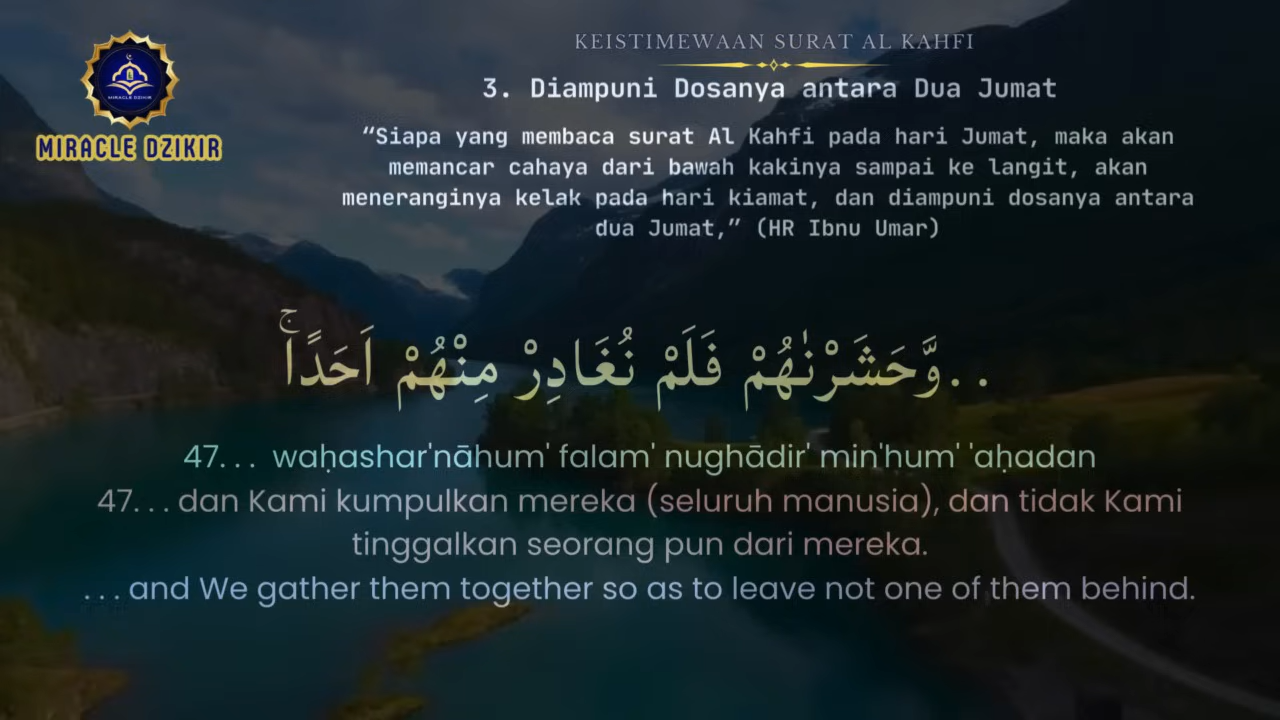 KEISTIMEWAAN SURAT AL KAHFI
3. Diampuni Dosanya antara Dua Jumat
“Siapa yang membaca surat Al Kahfi pada hari Jumat, maka akan
memancar cahaya dari bawah kakinya sampai ke langit, akan
meneranginya kelak pada hari kiamat, dan diampuni dosanya antara
dua Jumat,” (HR Ibnu Umar)
MIRACLE DZIKIR
MIRACLE DZIKIR
..وَّحَشَرْنٰهُمْ فَلَمْ نُغَادِرْ مِنْهُمْ اَحَدًاۚ
47... waḥashar'nāhum' falam' nughādir' min'hum' 'aḥadan
47... dan Kami kumpulkan mereka (seluruh manusia), dan tidak Kami
tinggalkan seorang pun dari mereka.
... and We gather them together so as to leave not one of them behind.